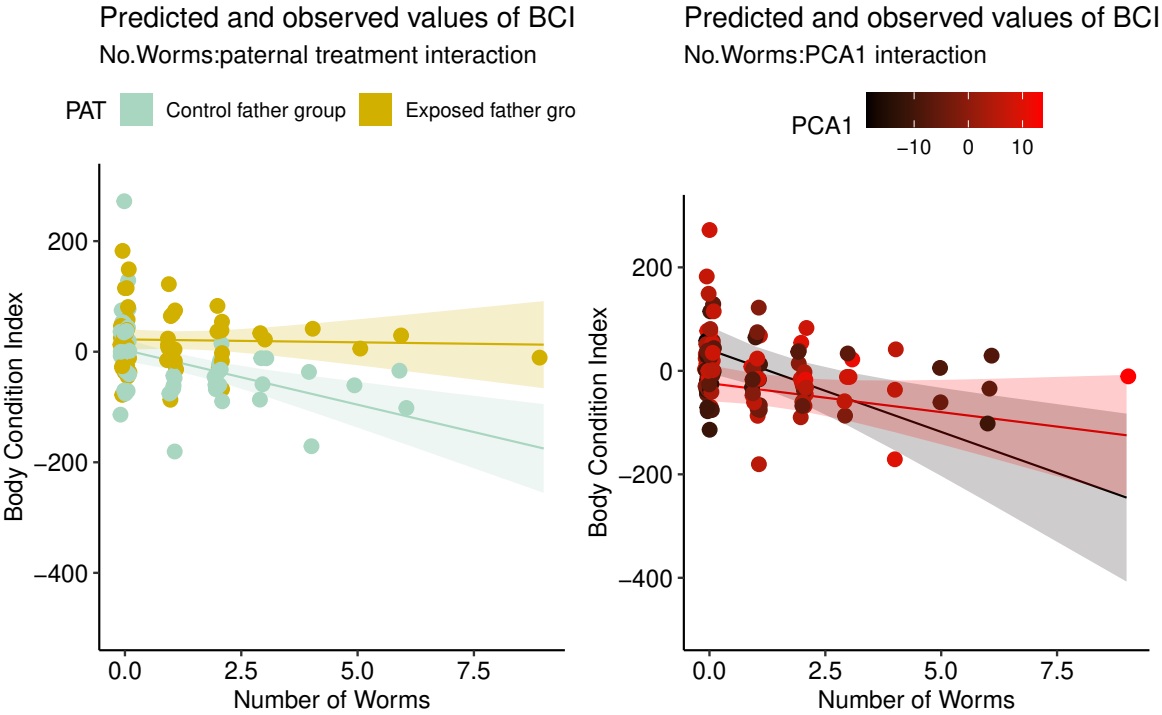 Predicted and observed values of BCI
No.Worms:paternal treatment interaction
PAT Control father group Exposed father gro
200
0
−200
−400
Body Condition Index
0.0 2.5 5.0 7.5
Number of Worms
Predicted and observed values of BCI
No.Worms:PCA1 interaction
PCA1
−10 0 10
200
0
−200
−400
Body Condition Index
0.0 2.5 5.0 7.5
Number of Worms